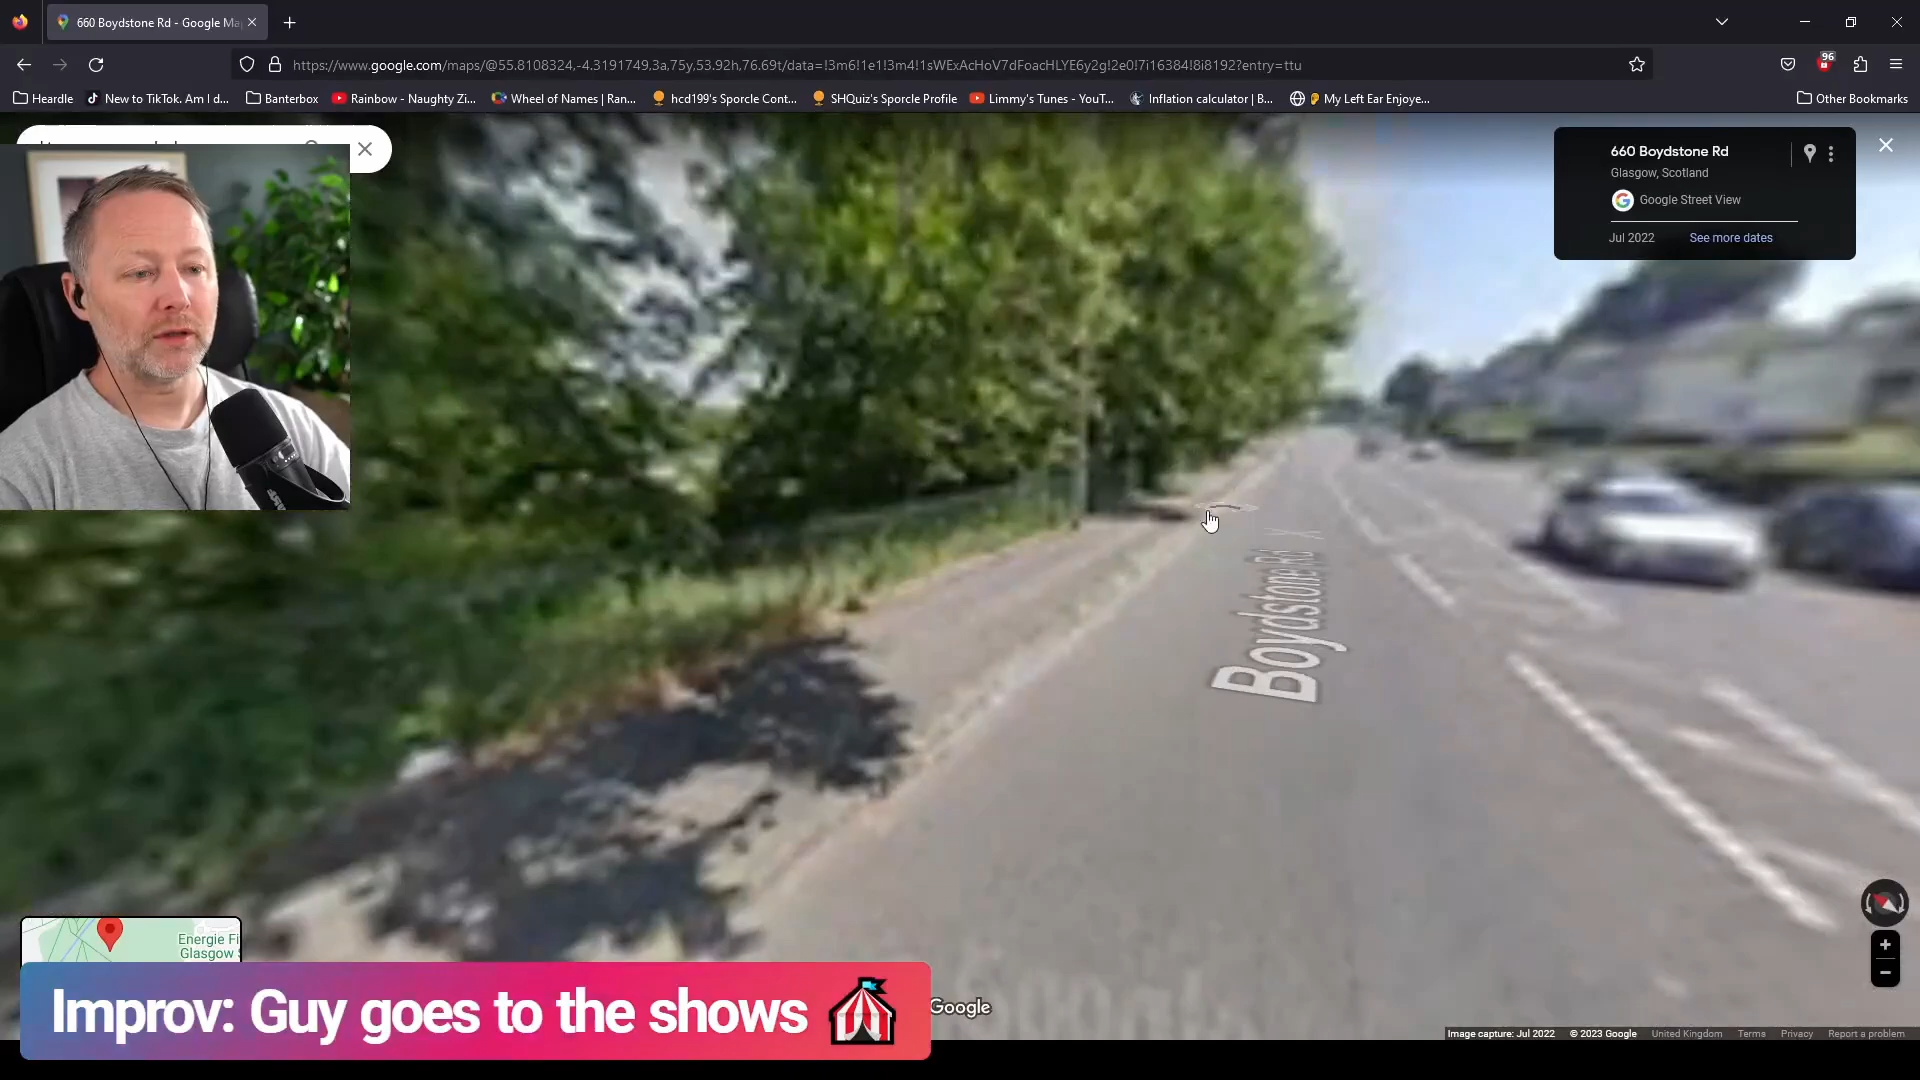 660 Boydstone Rd - Google Ma
https://www.google.com/maps/@55.8108324,-4.3191749,3a,75y,53.92h,76.69t/data=!3m6!1e1!3m4!1sWExAcHoV7dFoacHLYE6y2g!2e0!7i16384!8i8192?entry=ttu
96
Heardle
New to TikTok. Am I d...
Banterbox
Rainbow - Naughty Zi...
Wheel of Names | Ran...
hcd199's Sporcle Cont...
SHQuiz's Sporcle Profile
Limmy's Tunes - YouT...
Inflation calculator | B...
My Left Ear Enjoye...
Other Bookmarks
660 Boydstone Rd
Glasgow, Scotland
Google Street View
Jul 2022 See more dates
Boydstone Rd
Energie Fi
Glasgow
Improv: Guy goes to the shows
Google
Image capture: Jul 2022 © 2023 Google United Kingdom Terms Privacy Report a problem